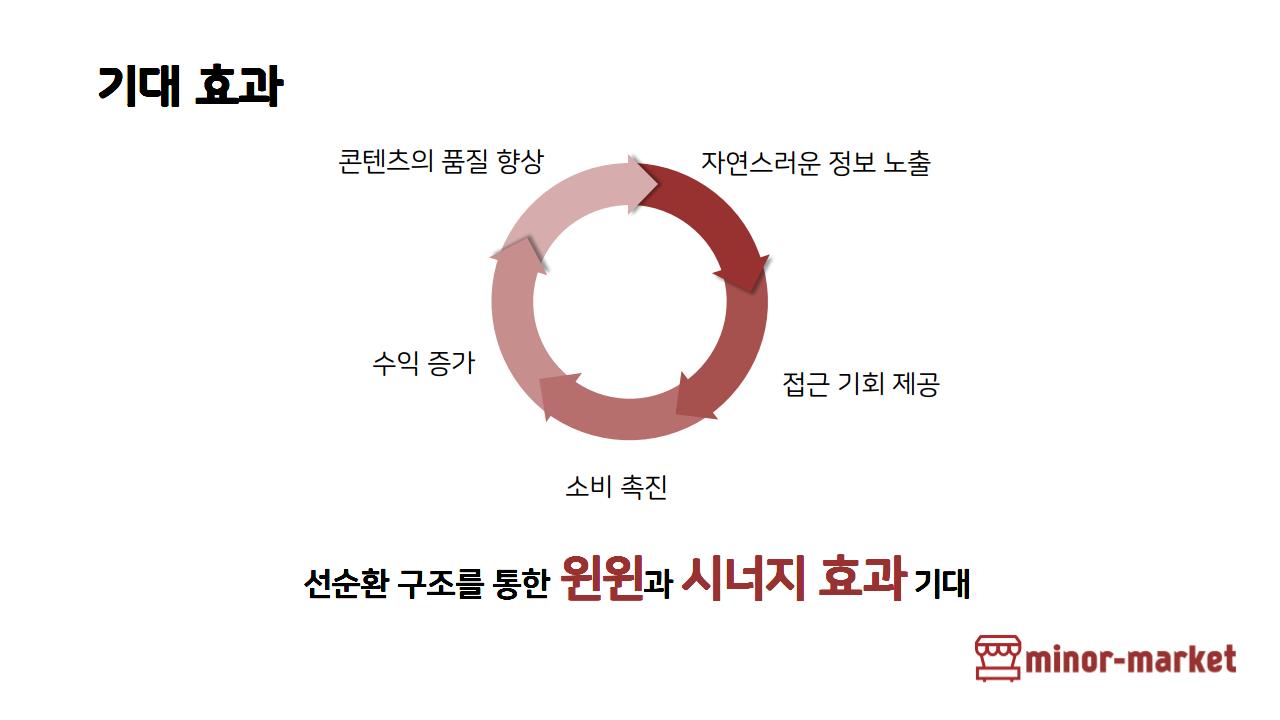 기대 효과
콘텐츠의 품질 향상
자연스러운 정보 노출
수익 증가
접근 기회 제공
소비 촉진
선순환 구조를 통한 윈윈과 시너지 효과 기대
minor-market